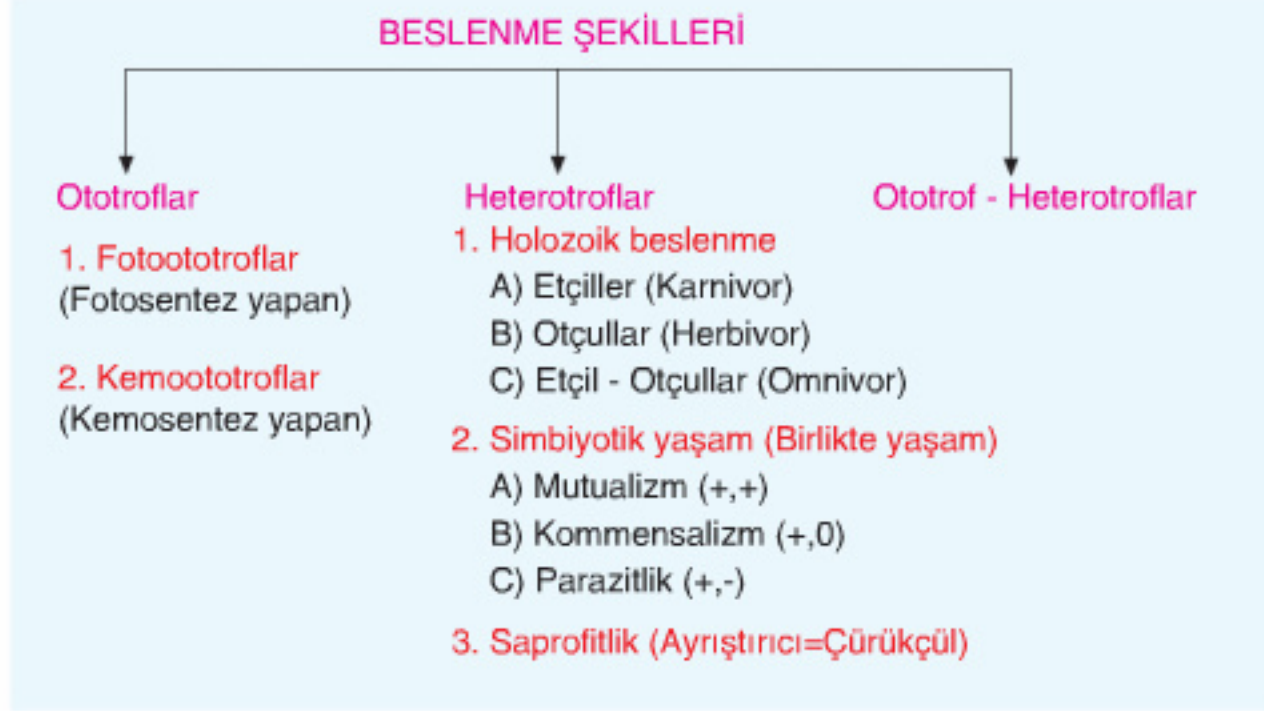 BESLENME ŞEKİLLERİ
Ototroflar
1. Fotoototroflar
(Fotosentez yapan)
2. Kemoototroflar
(Kemosentez yapan)
Heterotroflar
1. Holozoik beslenme
A) Etçiller (Karnivor)
B) Otçullar (Herbivor)
C) Etçil - Otçullar (Omnivor)
2. Simbiyotik yaşam (Birlikte yaşam)
A) Mutualizm (+,+)
B) Kommensalizm (+,0)
C) Parazitlik (+,-)
3. Saprofitlik (Ayrıştırıcı=Çürükçül)
Ototrof - Heterotroflar